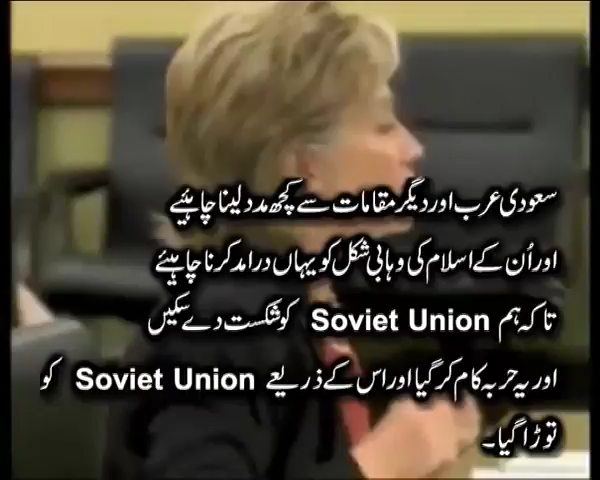 سعودی عرب اور دیگر مقامات سے کچھ مدد لینا چاہئیے
اور اُن کے اسلام کی وہابی شکل کو یہاں درآمد کرنا چاہیئے
تا کہ ہم Soviet Union کو شکست دے سکیں
اور یہ حربہ کام کر گیا اور اس کے ذریعے Soviet Union کو
توڑا گیا۔